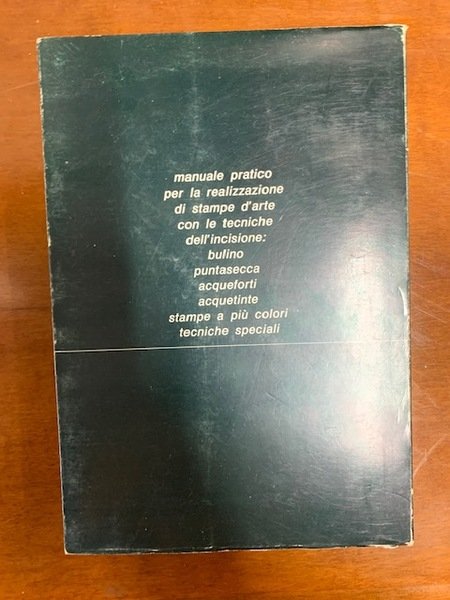 manuale pratico
per la realizzazione
di stampe d'arte
con le tecniche
dell'incisione:
bulino
puntasecca
acqueforti
acquetinte
stampe a più colori
tecniche speciali